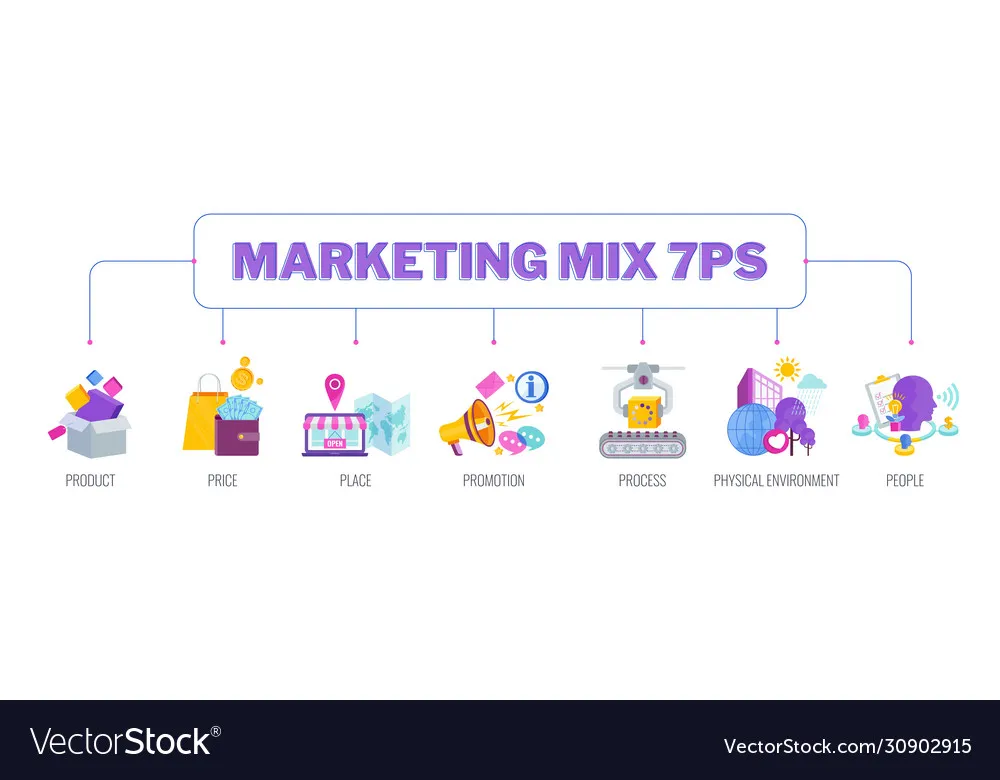 MARKETING MIX 7PS
OPEN
PRODUCT
PRICE
PLACE
PROMOTION
PROCESS
PHYSICAL ENVIRONMENT
PEOPLE
VectorStock®
VectorStock.com/30902915